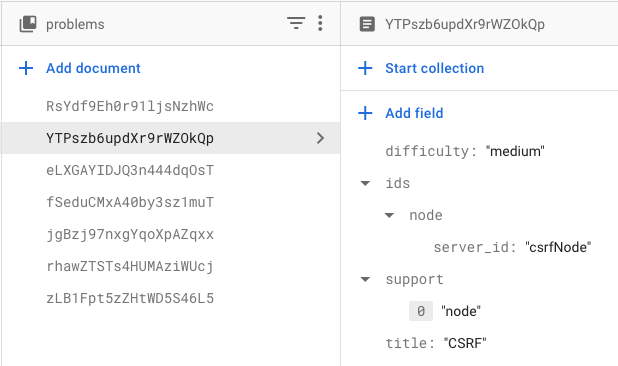 problems
Add document
RsYdf9Eh0r91ljsNzhWc
YTPszb6updXr9rWZOkQp
eLXGAYIDJQ3n444dqOsT
fSeduCMxA40by3sz1muT
jgBzj97nxgYqoXpAZqxx
rhawZTSTs4HUMAziWUcj
zLB1Fpt5zZHtWD5S46L5
YTPszb6updXr9rWZOkQp
Start collection
Add field
difficulty: "medium"
ids
node
server_id: "csrfNode"
support
0 "node"
title: "CSRF"